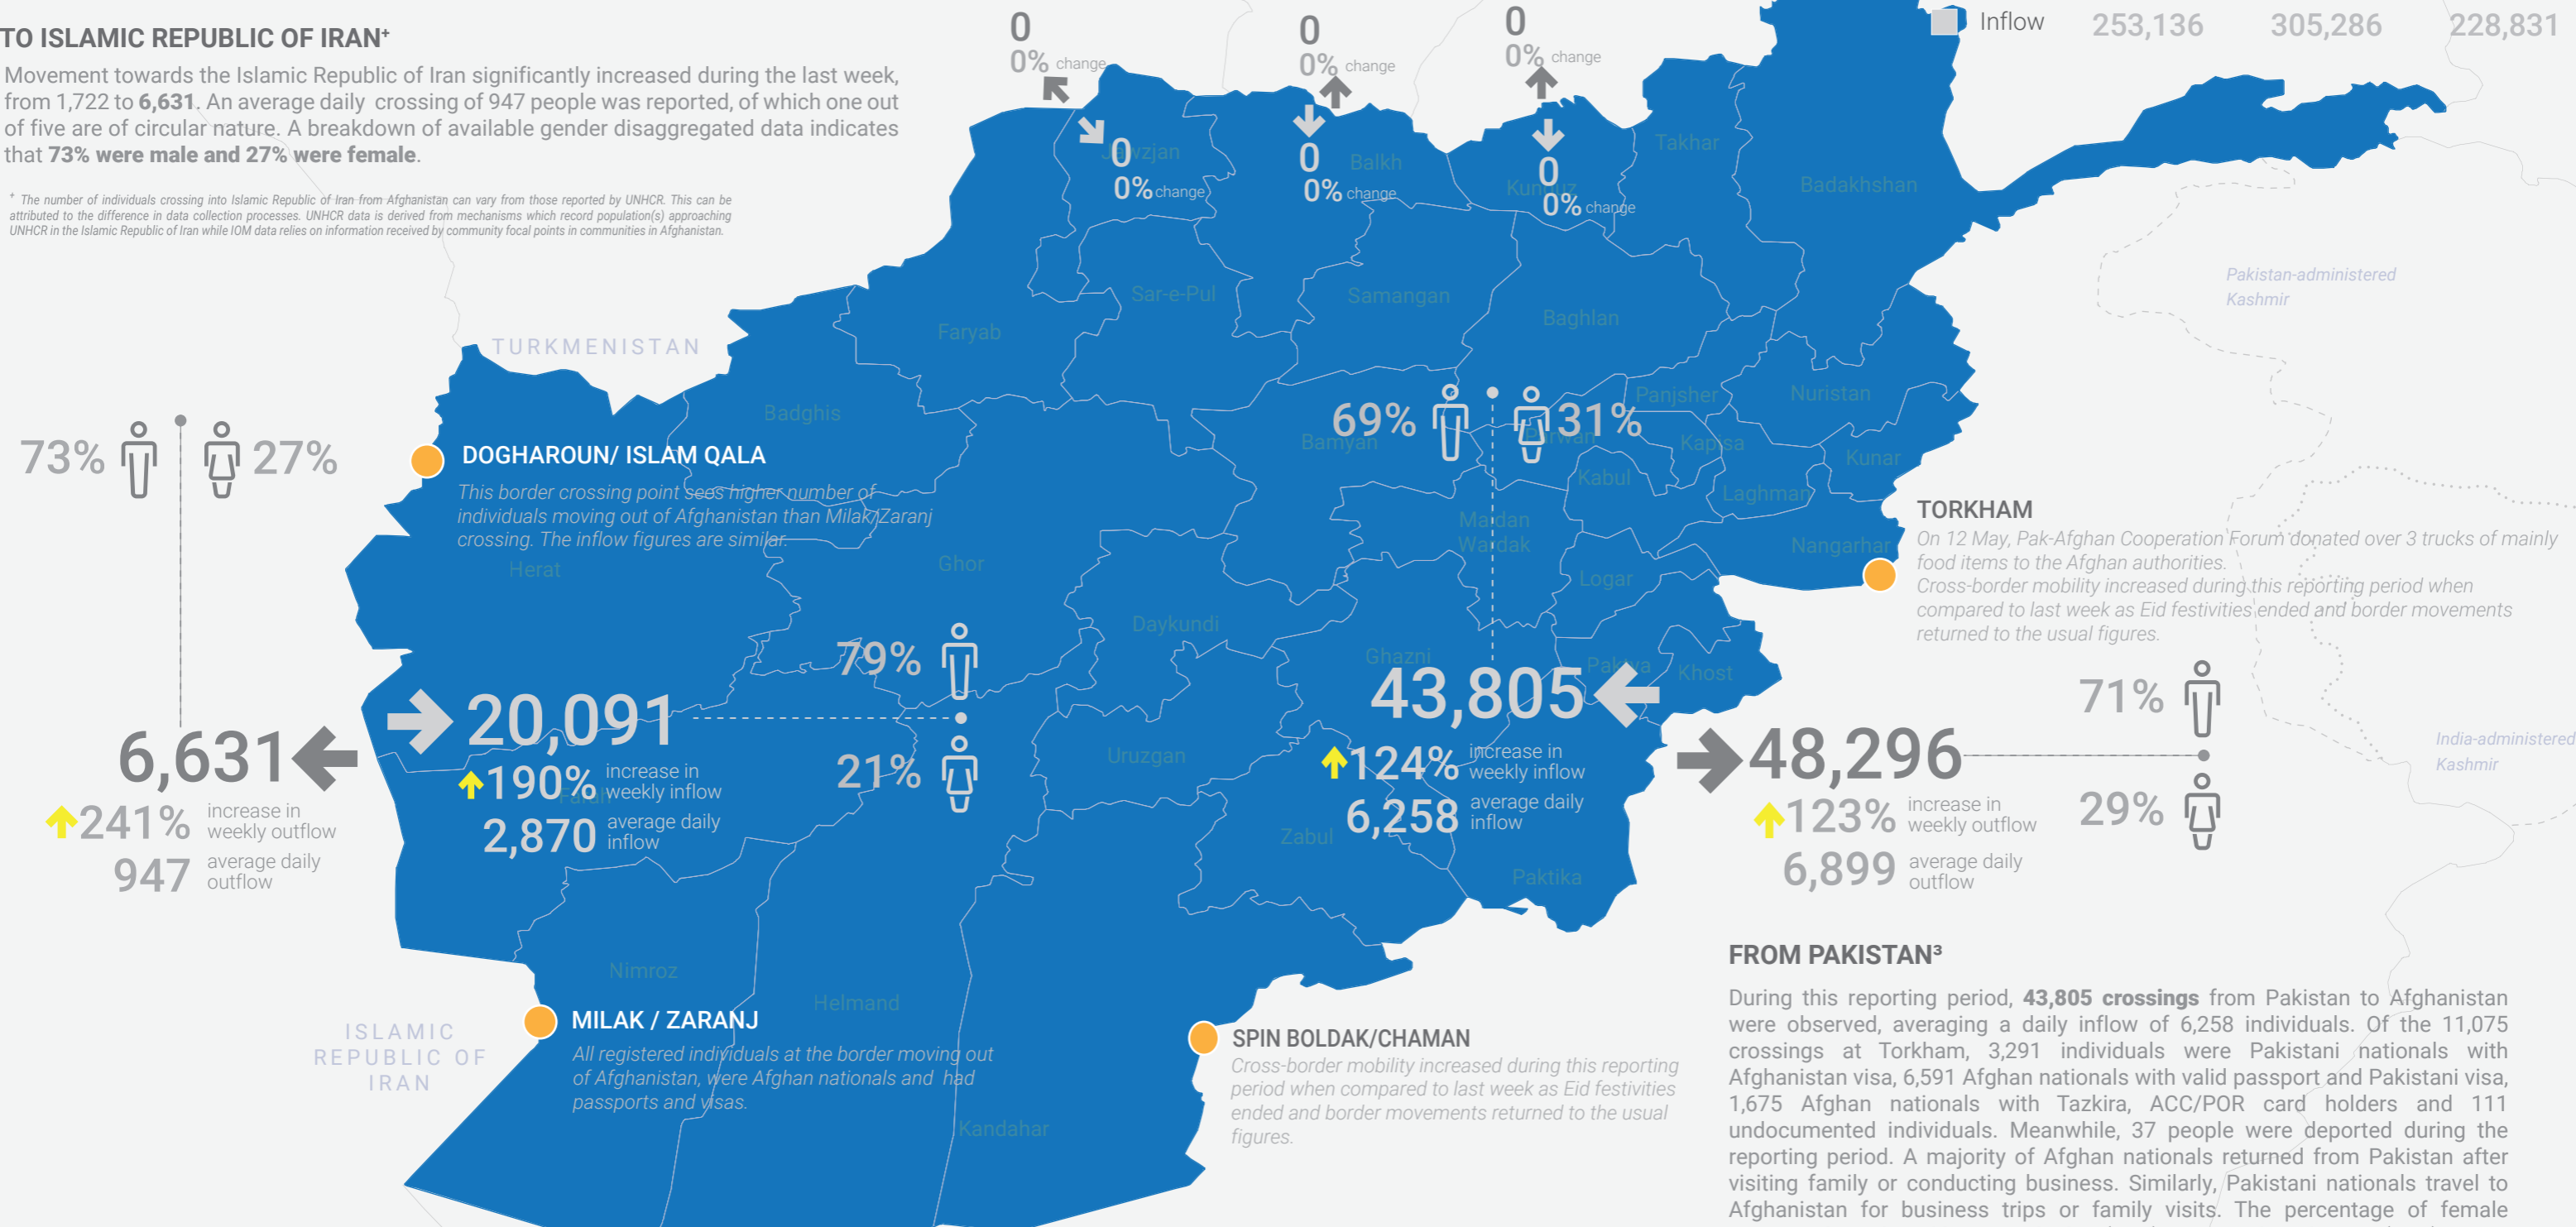 TO ISLAMIC REPUBLIC OF IRAN+
Movement towards the Islamic Republic of Iran significantly increased during the last week,
from 1,722 to 6,631. An average daily crossing of 947 people was reported, of which one out
of five are of circular nature. A breakdown of available gender disaggregated data indicates
that 73% were male and 27% were female.
+ The number of individuals crossing into Islamic Republic of Iran from Afghanistan can vary from those reported by UNHCR. This can be
attributed to the difference in data collection processes. UNHCR data is derived from mechanisms which record population(s) approaching
UNHCR in the Islamic Republic of Iran while IOM data relies on information received by community focal points in communities in Afghanistan.
0
0% change
0
0% change
0
0% change
Inflow 253,136 305,286 228,831
0
0% change
0
0% change
0
0% change
Jawzjan
Balkh
Kunduz
Takhar
Badakhshan
Sar-e-Pul
Samangan
Baghlan
Faryab
TURKMENISTAN
Pakistan-administered
Kashmir
Badghis
Panjsher
Nuristan
73% 27%
69% 31%
Bamyan
Parwan
Kapisa
Kunar
Kabul
Laghman
DOGHAROUN/ ISLAM QALA
This border crossing point sees higher number of
individuals moving out of Afghanistan than Milak/Zaranj
crossing. The inflow figures are similar.
Herat
Ghor
Maidan
Wardak
Nangarhar
Logar
TORKHAM
On 12 May, Pak-Afghan Cooperation Forum donated over 3 trucks of mainly
food items to the Afghan authorities.
Cross-border mobility increased during this reporting period when
compared to last week as Eid festivities ended and border movements
returned to the usual figures.
Daykundi
Ghazni
Paktya
Khost
79%
21%
20,091
190% increase in
weekly inflow
2,870 average daily
inflow
Farah
6,631
241% increase in
weekly outflow
947 average daily
outflow
Uruzgan
43,805
124% increase in
weekly inflow
6,258 average daily
inflow
Zabul
Paktika
48,296
123% increase in
weekly outflow
6,899 average daily
outflow
71%
29%
India-administered
Kashmir
Nimroz
Helmand
ISLAMIC
REPUBLIC OF
IRAN
MILAK / ZARANJ
All registered individuals at the border moving out
of Afghanistan, were Afghan nationals and had
passports and visas.
Kandahar
SPIN BOLDAK/CHAMAN
Cross-border mobility increased during this reporting
period when compared to last week as Eid festivities
ended and border movements returned to the usual
figures.
FROM PAKISTAN³
During this reporting period, 43,805 crossings from Pakistan to Afghanistan
were observed, averaging a daily inflow of 6,258 individuals. Of the 11,075
crossings at Torkham, 3,291 individuals were Pakistani nationals with
Afghanistan visa, 6,591 Afghan nationals with valid passport and Pakistani visa,
1,675 Afghan nationals with Tazkira, ACC/POR card holders and 111
undocumented individuals. Meanwhile, 37 people were deported during the
reporting period. A majority of Afghan nationals returned from Pakistan after
visiting family or conducting business. Similarly, Pakistani nationals travel to
Afghanistan for business trips or family visits. The percentage of female